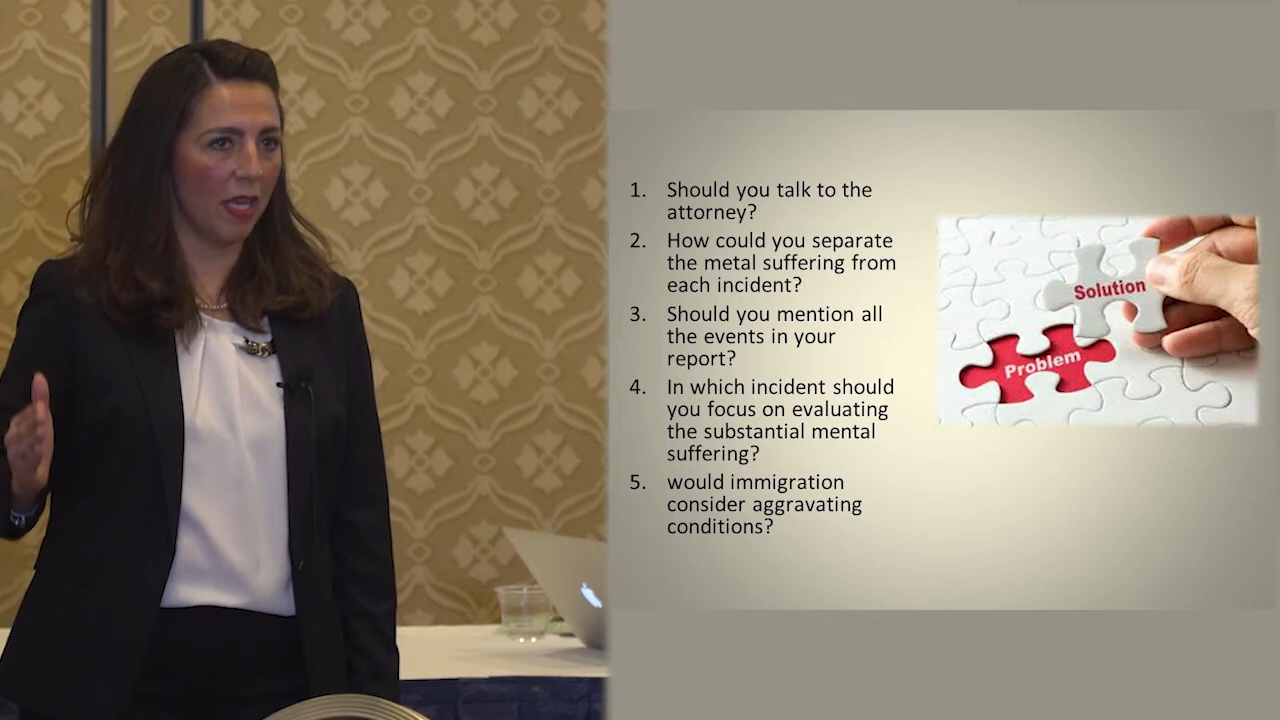 1. Should you talk to the
attorney?
2. How could you separate
the metal suffering from
each incident?
3. Should you mention all
the events in your
report?
4. In which incident should
you focus on evaluating
the substantial mental
suffering?
5. would immigration
consider aggravating
conditions?
Solution
Problem